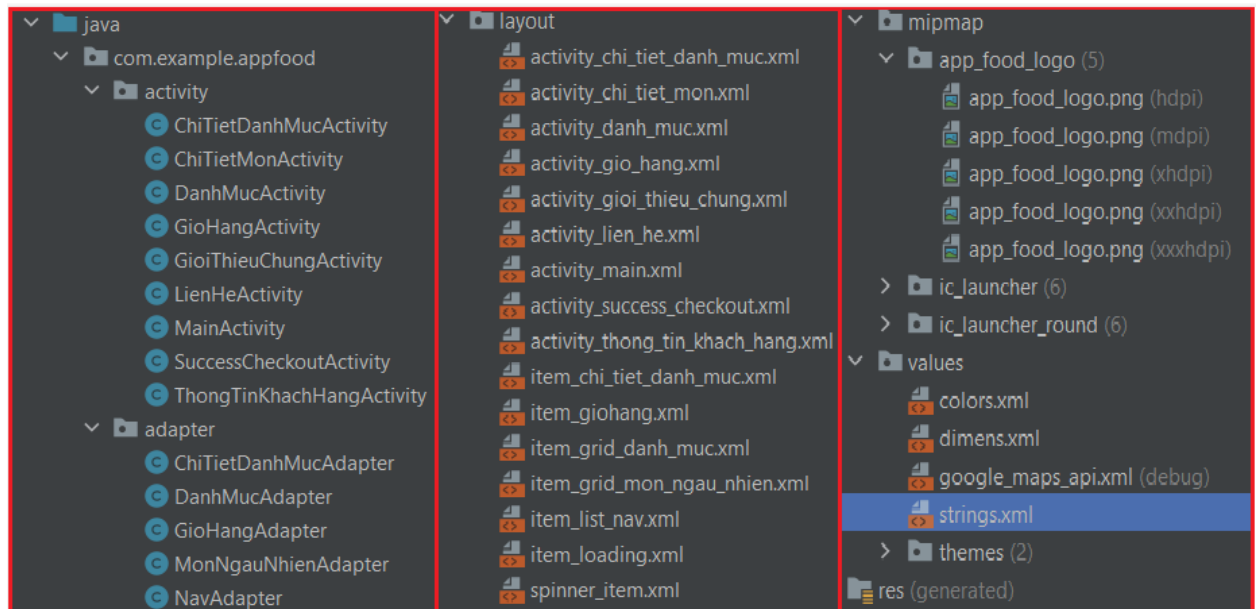 java
com.example.appfood
activity
ChiTietDanhMucActivity
ChiTietMonActivity
DanhMucActivity
GioHangActivity
GioiThieuChungActivity
LienHeActivity
MainActivity
SuccessCheckoutActivity
ThongTinKhachHangActivity
adapter
ChiTietDanhMucAdapter
DanhMucAdapter
GioHangAdapter
MonNgauNhienAdapter
NavAdapter
layout
activity_chi_tiet_danh_muc.xml
activity_chi_tiet_mon.xml
activity_danh_muc.xml
activity_gio_hang.xml
activity_gioi_thieu_chung.xml
activity_lien_he.xml
activity_main.xml
activity_success_checkout.xml
activity_thong_tin_khach_hang.xml
item_chi_tiet_danh_muc.xml
item_giohang.xml
item_grid_danh_muc.xml
item_grid_mon_ngau_nhien.xml
item_list_nav.xml
item_loading.xml
spinner_item.xml
mipmap
app_food_logo (5)
app_food_logo.png (hdpi)
app_food_logo.png (mdpi)
app_food_logo.png (xhdpi)
app_food_logo.png (xxhdpi)
app_food_logo.png (xxxhdpi)
ic_launcher (6)
ic_launcher_round (6)
values
colors.xml
dimens.xml
google_maps_api.xml (debug)
strings.xml
themes (2)
res (generated)